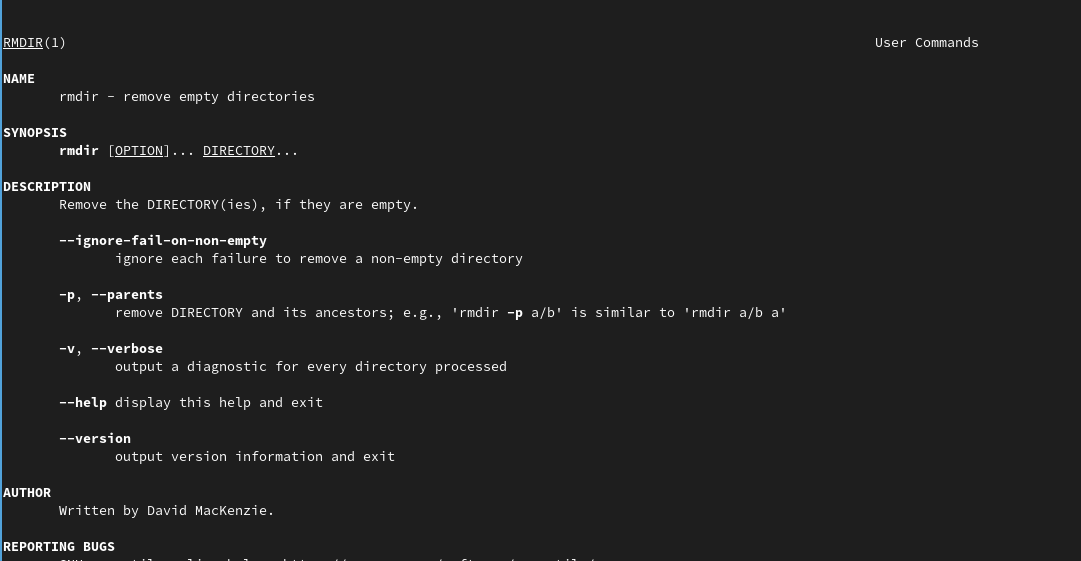 RMDIR(1) User Commands
NAME
rmdir - remove empty directories
SYNOPSIS
rmdir [OPTION]... DIRECTORY...
DESCRIPTION
Remove the DIRECTORY(ies), if they are empty.
--ignore-fail-on-non-empty
ignore each failure to remove a non-empty directory
-p, --parents
remove DIRECTORY and its ancestors; e.g., 'rmdir -p a/b' is similar to 'rmdir a/b a'
-v, --verbose
output a diagnostic for every directory processed
--help display this help and exit
--version
output version information and exit
AUTHOR
Written by David MacKenzie.
REPORTING BUGS